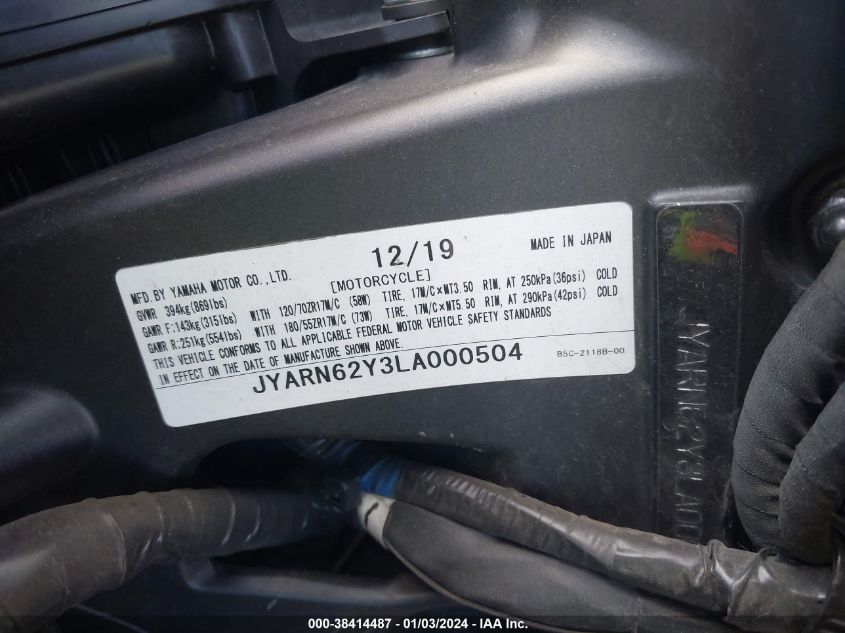 12/19
MADE IN JAPAN
MFD. BY YAMAHA MOTOR CO.,LTD.
[MOTORCYCLE]
GVWR 394kg(869lbs)
GAWR F:143kg(315lbs) WITH 120/70ZR17M/C (58W) TIRE, 17M/C×MT3.50 RIM, AT 250kPa(36psi) COLD
GAWR R:251kg(554lbs) WITH 180/55ZR17M/C (73W) TIRE, 17M/C×MT5.50 RIM, AT 290kPa(42psi) COLD
THIS VEHICLE CONFORMS TO ALL APPLICABLE FEDERAL MOTOR VEHICLE SAFETY STANDARDS
IN EFFECT ON THE DATE OF MANUFACTURE SHOWN ABOVE.
JYARN62Y3LA000504
B5C-2118B-00
JYARN62Y3LA00
000-38414487 - 01/03/2024 - IAA Inc.